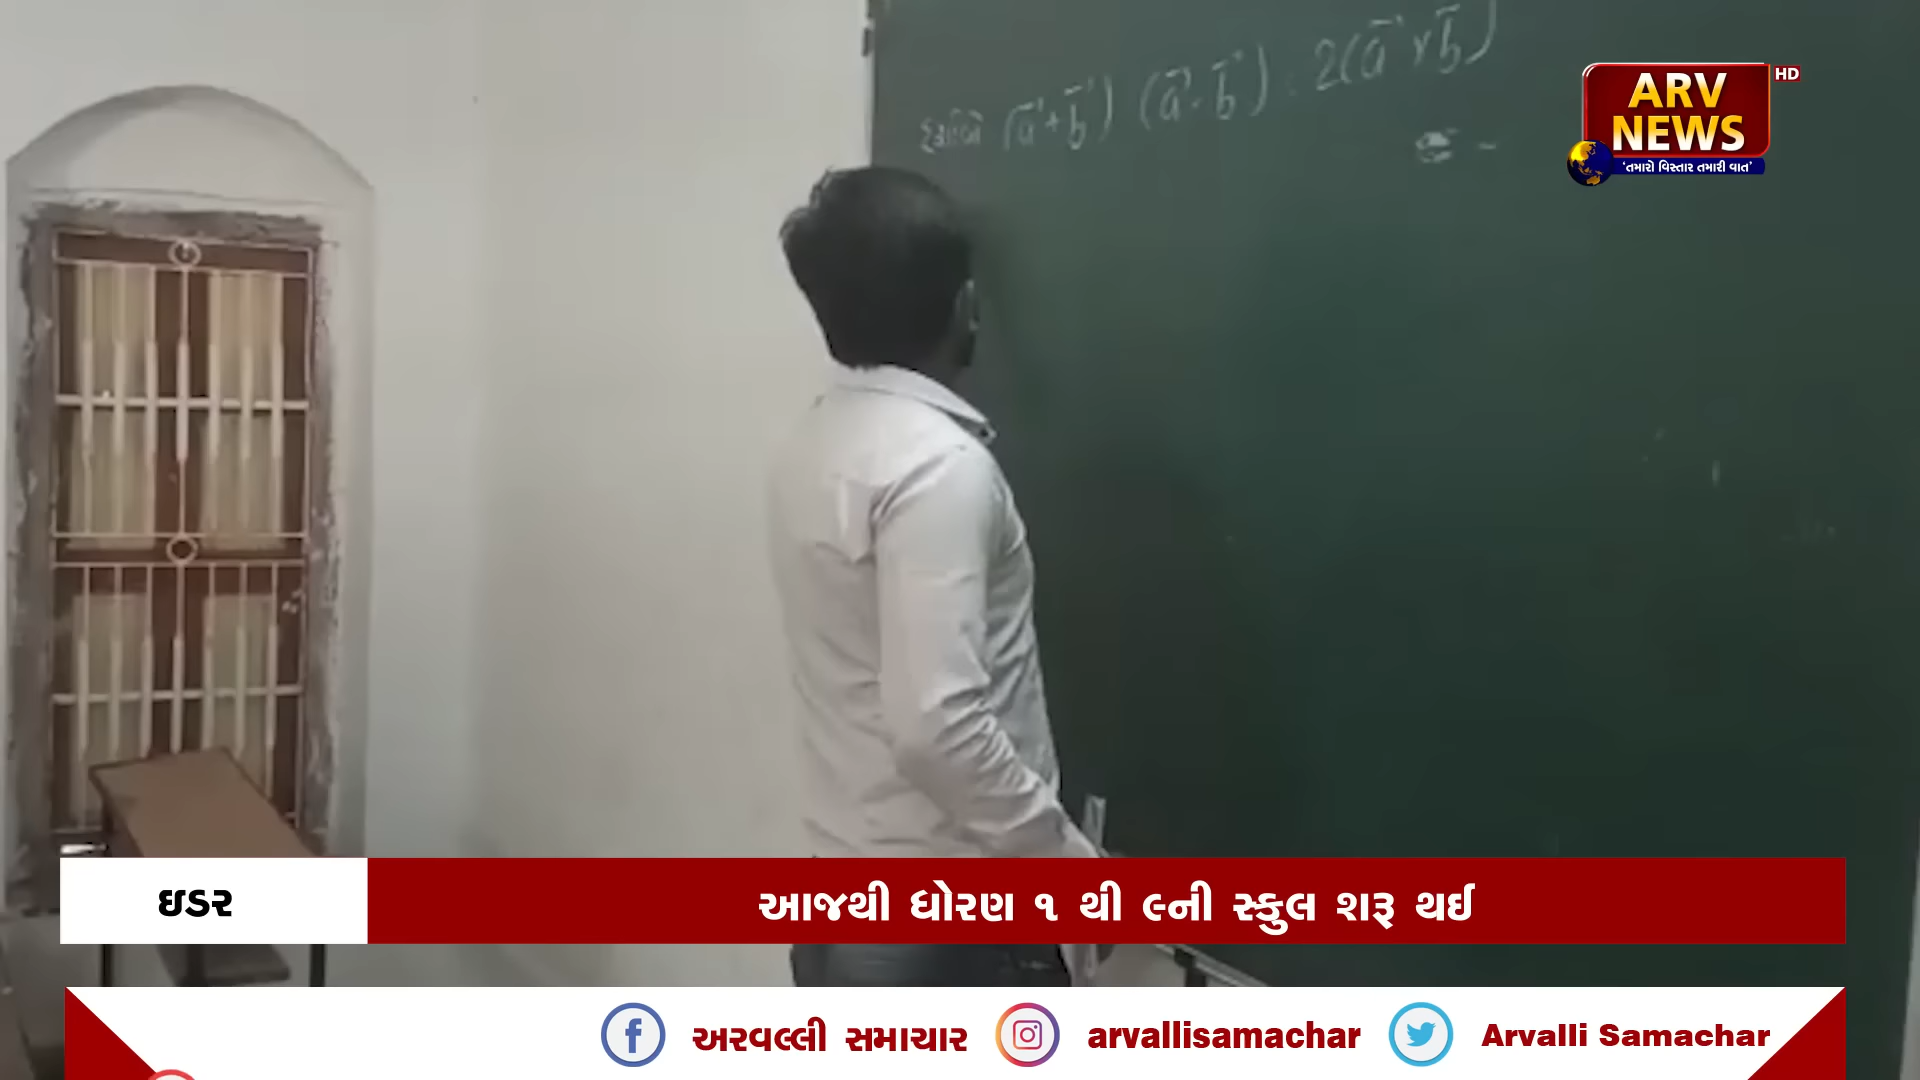 (a̅ + b̅) (a̅ - b̅) = 2(a̅ × b̅)
ARV HD
NEWS
'તમારો વિસ્તાર તમારી વાત'
ઇડર
આજથી ધોરણ ૧ થી ૯ની સ્કુલ શરૂ થઈ
અરવલ્લી સમાચાર arvallisamachar Arvalli Samachar